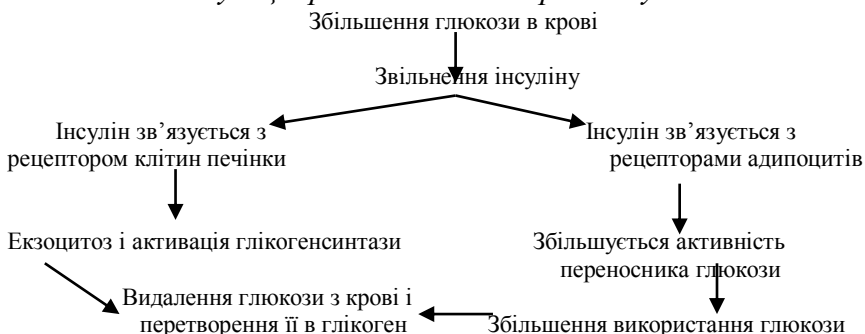 Збільшення глюкози в крові
Звільнення інсуліну
Інсулін зв’язується з
рецептором клітин печінки
Інсулін зв’язується з
рецепторами адипоцитів
Екзоцитоз і активація глікогенсинтази
Збільшується активність
переносника глюкози
Видалення глюкози з крові і
перетворення її в глікоген
Збільшення використання глюкози